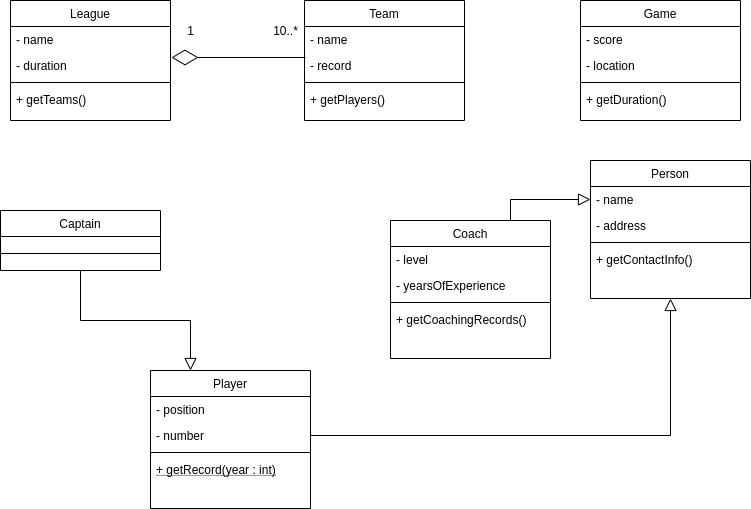 League
- name
- duration
+ getTeams()
1
10..*
Team
- name
- record
+ getPlayers()
Game
- score
- location
+ getDuration()
Person
- name
- address
+ getContactInfo()
Captain
Coach
- level
- yearsOfExperience
+ getCoachingRecords()
Player
- position
- number
+ getRecord(year : int)